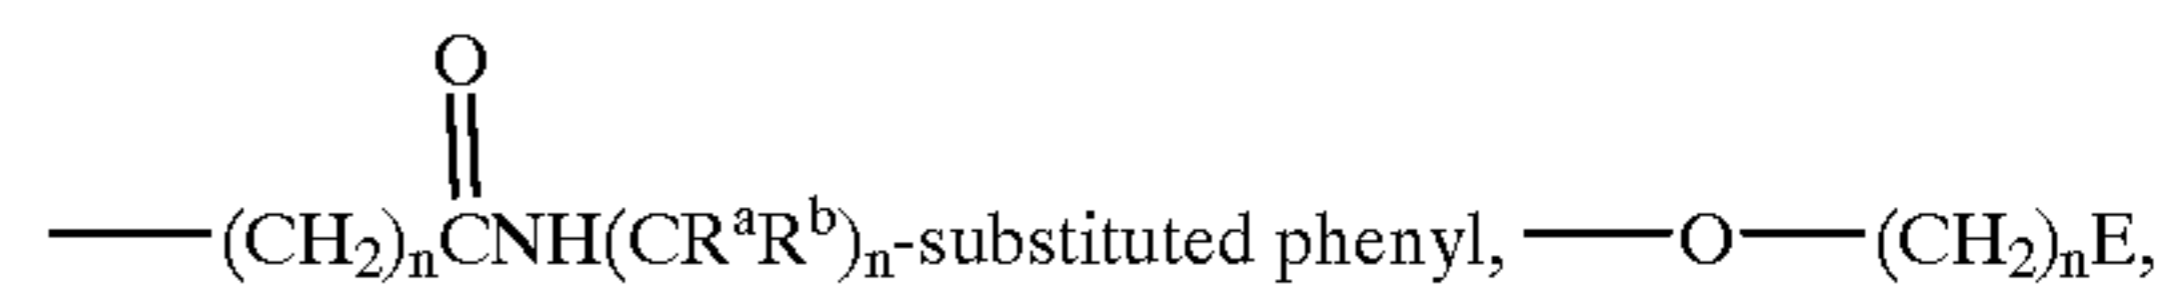 O
—(CH₂)ₙCNH(CRᵃRᵇ)ₙ-substituted phenyl, —O—(CH₂)ₙE,